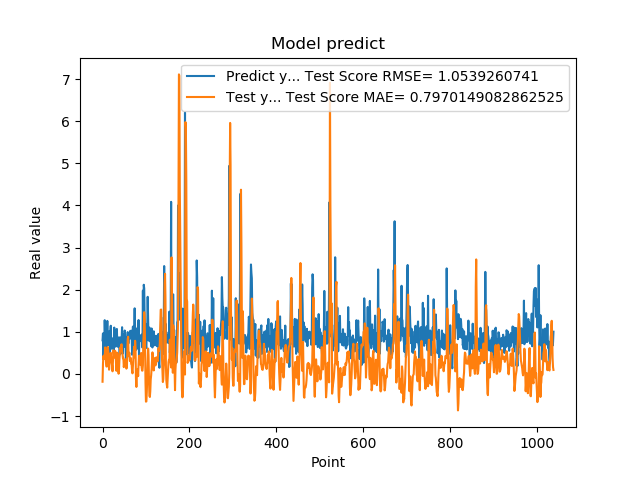 Model predict
Predict y... Test Score RMSE= 1.0539260741
Test y... Test Score MAE= 0.7970149082862525
7
6
5
4
3
2
1
0
−1
Real value
0 200 400 600 800 1000
Point